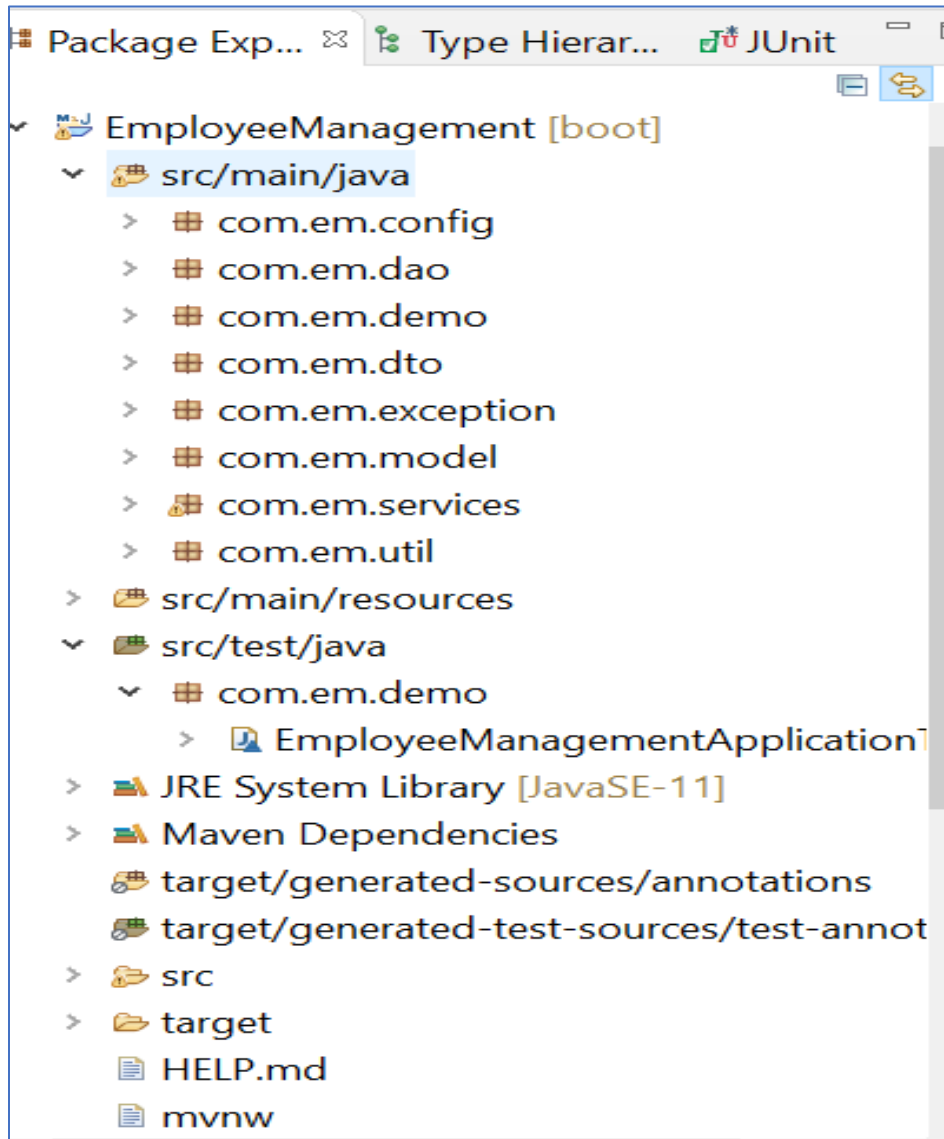 Package Exp... Type Hierar... JUnit
EmployeeManagement [boot]
src/main/java
com.em.config
com.em.dao
com.em.demo
com.em.dto
com.em.exception
com.em.model
com.em.services
com.em.util
src/main/resources
src/test/java
com.em.demo
EmployeeManagementApplicationT
JRE System Library [JavaSE-11]
Maven Dependencies
target/generated-sources/annotations
target/generated-test-sources/test-annot
src
target
HELP.md
mvnw